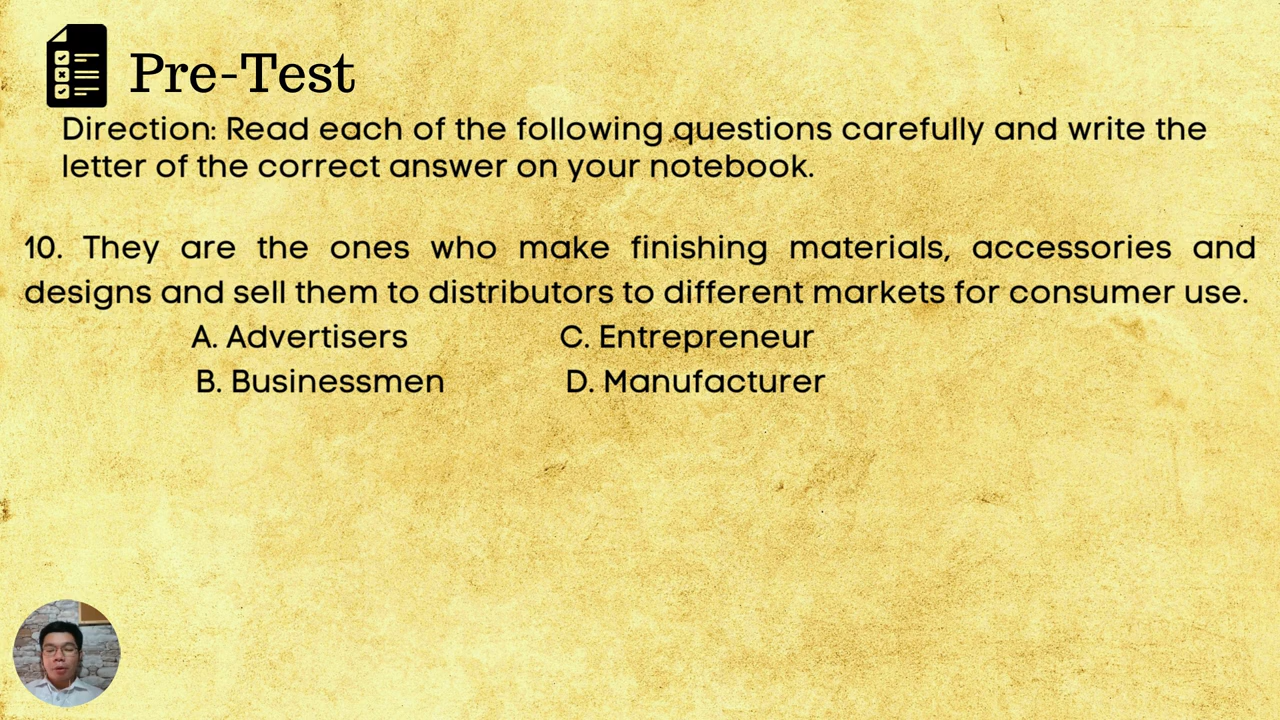 Pre-Test
Direction: Read each of the following questions carefully and write the
letter of the correct answer on your notebook.
10. They are the ones who make finishing materials, accessories and
designs and sell them to distributors to different markets for consumer use.
A. Advertisers C. Entrepreneur
B. Businessmen D. Manufacturer